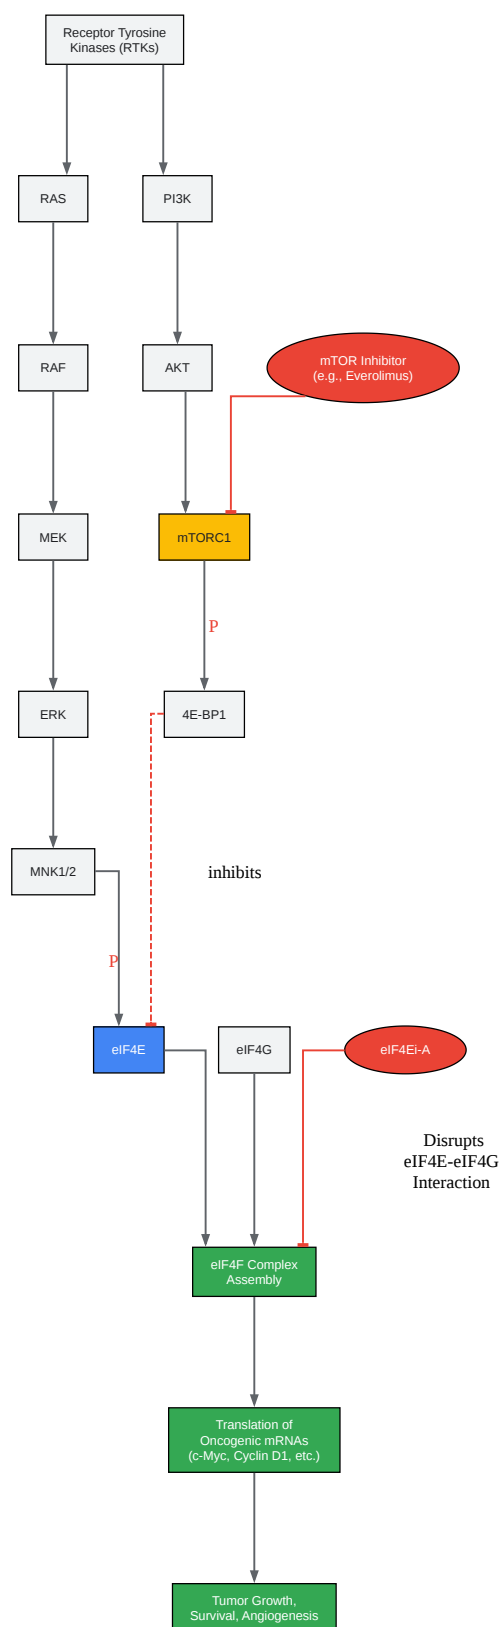 Receptor Tyrosine
Kinases (RTKs)
RAS
PI3K
RAF
AKT
mTOR Inhibitor
(e.g., Everolimus)
MEK
mTORC1
P
ERK
4E-BP1
MNK1/2
inhibits
P
eIF4E
eIF4G
eIF4Ei-A
Disrupts
eIF4E-eIF4G
Interaction
eIF4F Complex
Assembly
Translation of
Oncogenic mRNAs
(c-Myc, Cyclin D1, etc.)
Tumor Growth,
Survival, Angiogenesis